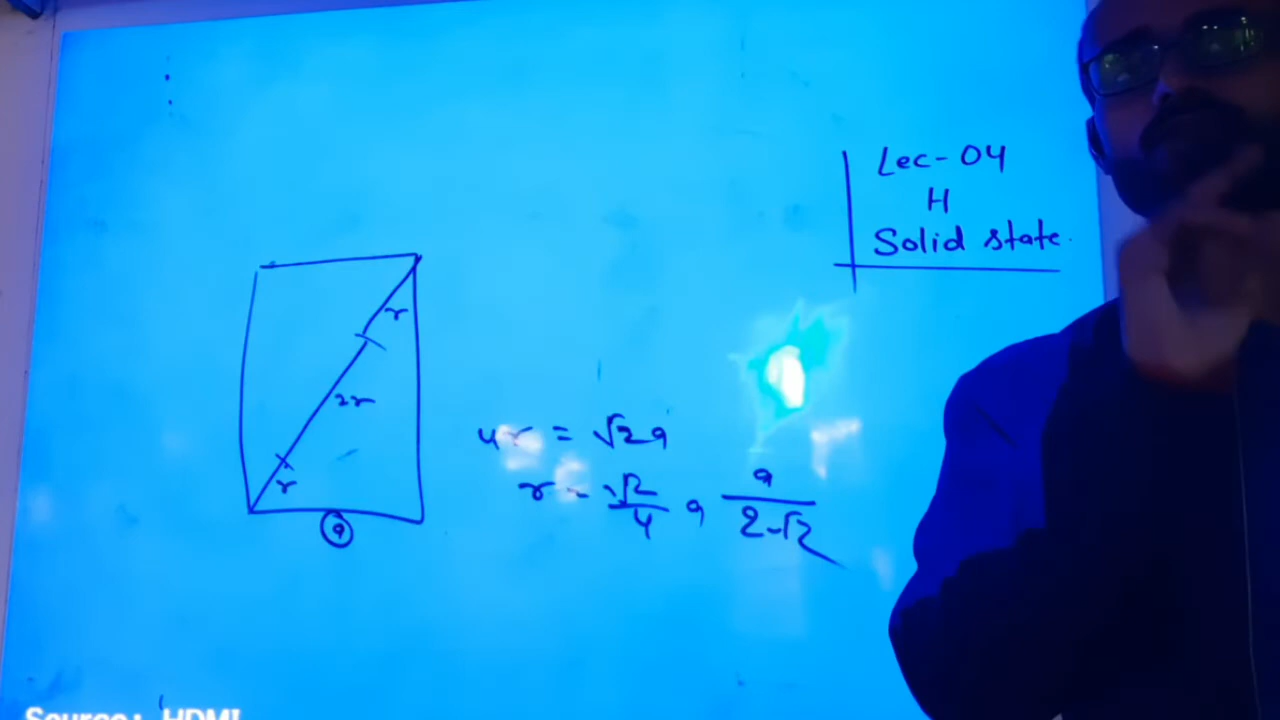 Lec-04
H
Solid state.
r
2r
r
a
4r = √2a
r = √2/4 a a/2√2
Source: HDMI